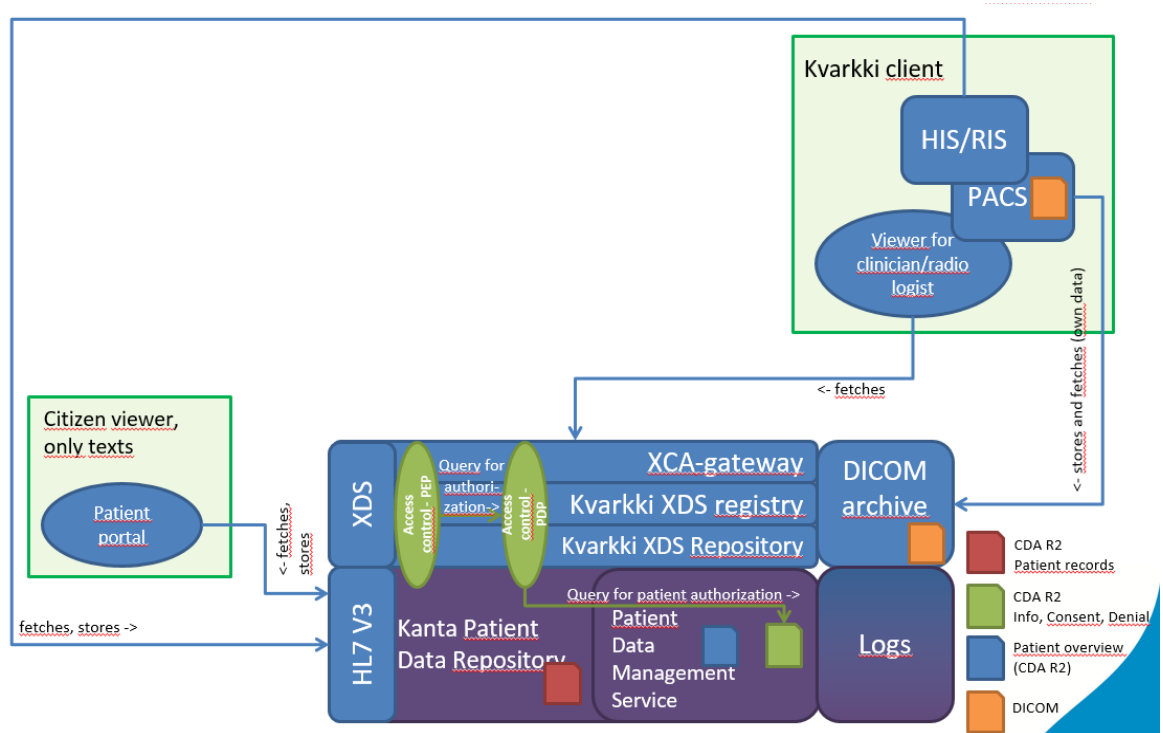 Kvarkki client
HIS/RIS
PACS
Viewer for
clinician/radio
logist
<- stores and fetches (own data)
<- fetches
Citizen viewer,
only texts
Patient
portal
<- fetches,
stores
fetches, stores ->
XDS
Access
control - PEP
Query for
authori-
zation->
Access
control -
PDP
XCA-gateway
Kvarkki XDS registry
Kvarkki XDS Repository
DICOM
archive
HL7 V3
Kanta Patient
Data Repository
Query for patient authorization ->
Patient
Data
Management
Service
Logs
CDA R2
Patient records
CDA R2
Info, Consent, Denial
Patient overview
(CDA R2)
DICOM